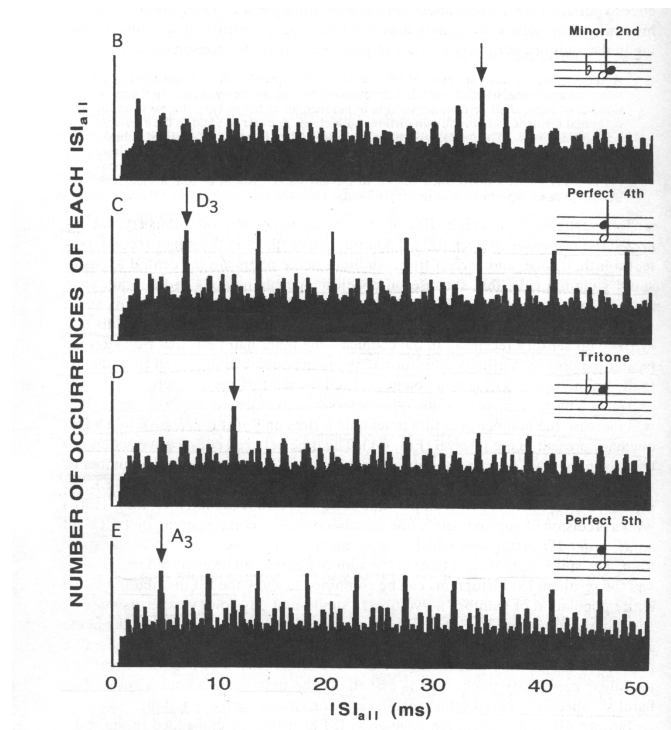 B
Minor 2nd
C
D₃
Perfect 4th
D
Tritone
E
A₃
Perfect 5th
0 10 20 30 40 50
ISIₐₗₗ (ms)
NUMBER OF OCCURRENCES OF EACH ISIₐₗₗ